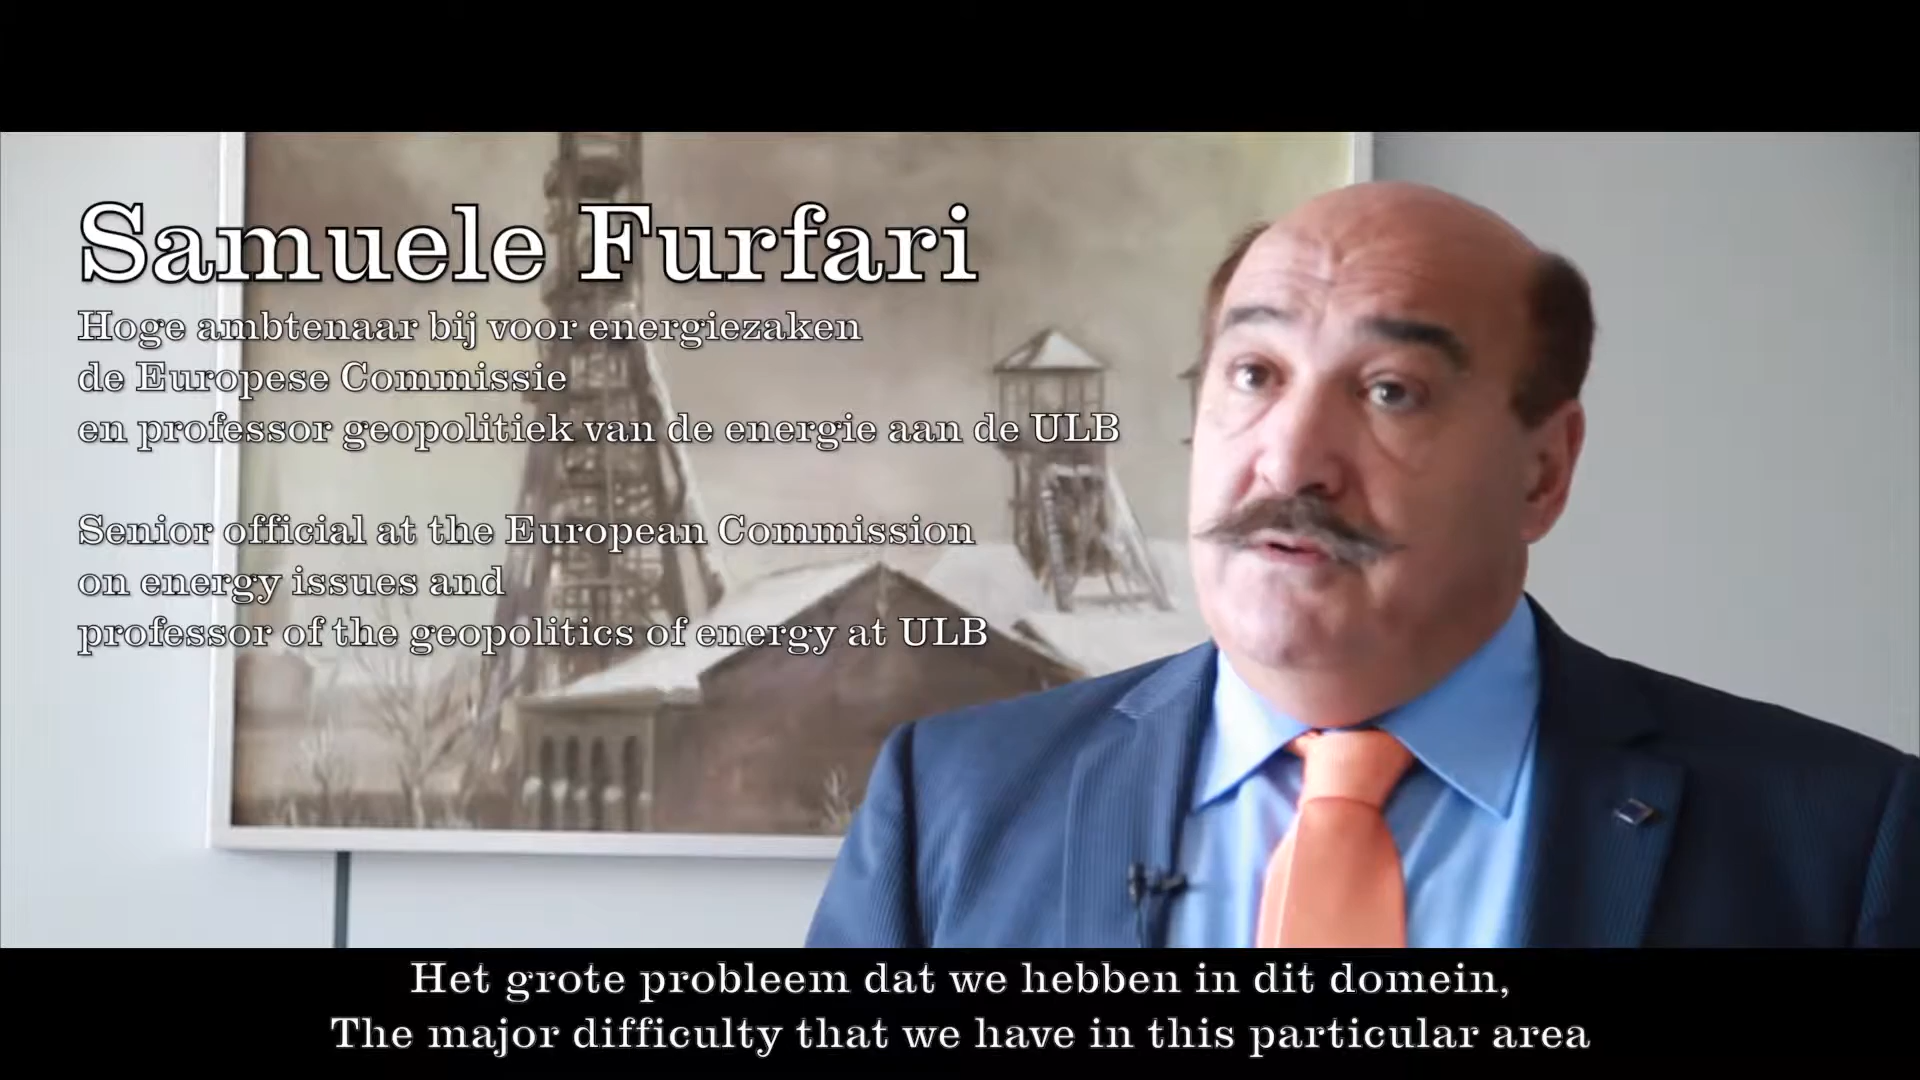 Samuele Furfari
Hoge ambtenaar bij voor energiezaken
de Europese Commissie
en professor geopolitiek van de energie aan de ULB
Senior official at the European Commission
on energy issues and
professor of the geopolitics of energy at ULB
Het grote probleem dat we hebben in dit domein,
The major difficulty that we have in this particular area